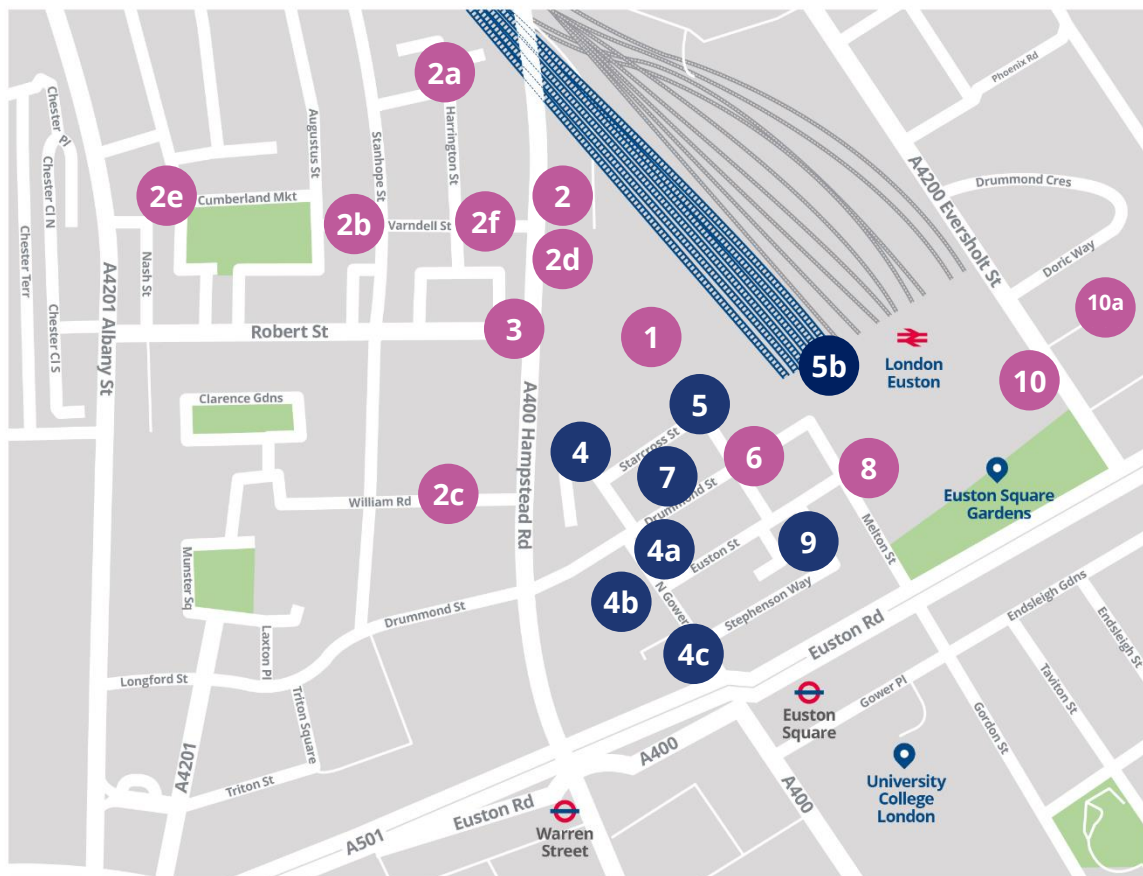 2a
Phoenix Rd
Chester Pl
Augustus St
Harrington St
Stanhope St
A4200 Eversholt St
Drummond Cres
2e
Cumberland Mkt
2
Chester Cl N
2b
Varndell St
2f
Chester Terr
Nash St
2d
Doric Way
A4201 Albany St
10a
Robert St
3
1
London
Euston
5b
Chester Cl S
10
Clarence Gdns
A400 Hampstead Rd
5
4
Starcross St
6
8
7
Euston Square
Gardens
William Rd
2c
Drummond St
Melton St
4a
Euston St
9
Munster Sq
N Gower
4b
Stephenson Way
Drummond St
Endsleigh Gdns
Endsleigh St
Euston Rd
Laxton Pl
4c
Longford St
Triton Square
Euston
Square
Gower Pl
Taviton St
Gordon St
A4201
A400
University
College
London
Triton St
A400
Euston Rd
A501
Warren
Street